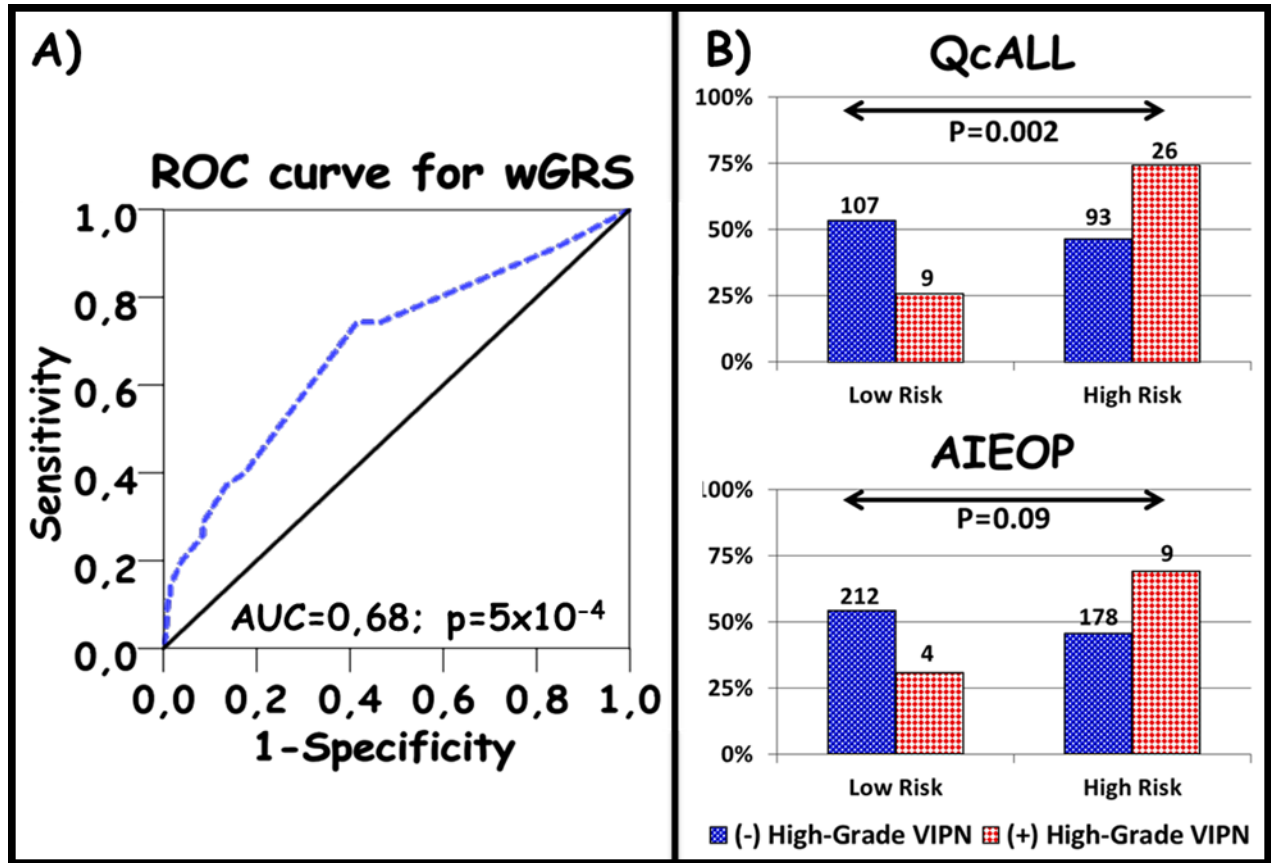 A)
ROC curve for wGRS
1,0
0,8
0,6
0,4
0,2
0,0
Sensitivity
AUC=0,68; p=5x10⁻⁴
0,0 0,2 0,4 0,6 0,8 1,0
1-Specificity
B)
QcALL
100%
75%
50%
25%
0%
P=0.002
107
9
93
26
Low Risk High Risk
AIEOP
100%
75%
50%
25%
0%
P=0.09
212
4
178
9
Low Risk High Risk
(-) High-Grade VIPN (+) High-Grade VIPN